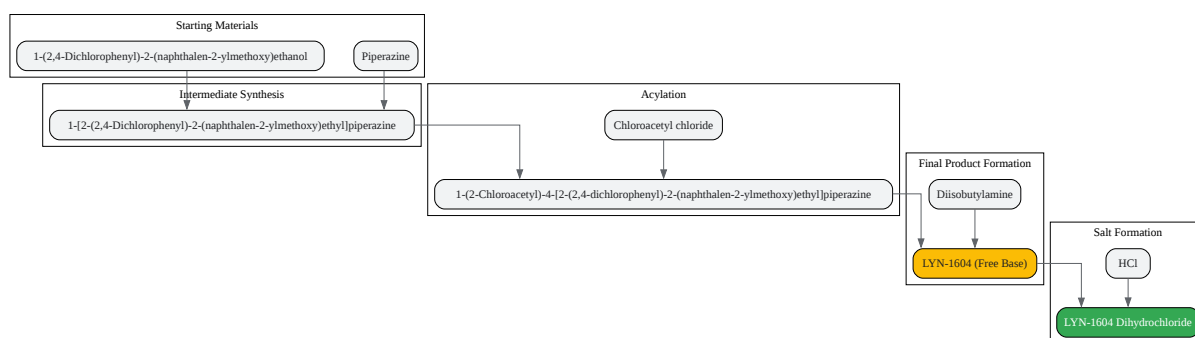 Starting Materials
1-(2,4-Dichlorophenyl)-2-(naphthalen-2-ylmethoxy)ethanol
Piperazine
Intermediate Synthesis
1-[2-(2,4-Dichlorophenyl)-2-(naphthalen-2-ylmethoxy)ethyl]piperazine
Acylation
Chloroacetyl chloride
1-(2-Chloroacetyl)-4-[2-(2,4-dichlorophenyl)-2-(naphthalen-2-ylmethoxy)ethyl]piperazine
Final Product Formation
Diisobutylamine
LYN-1604 (Free Base)
Salt Formation
HCl
LYN-1604 Dihydrochloride